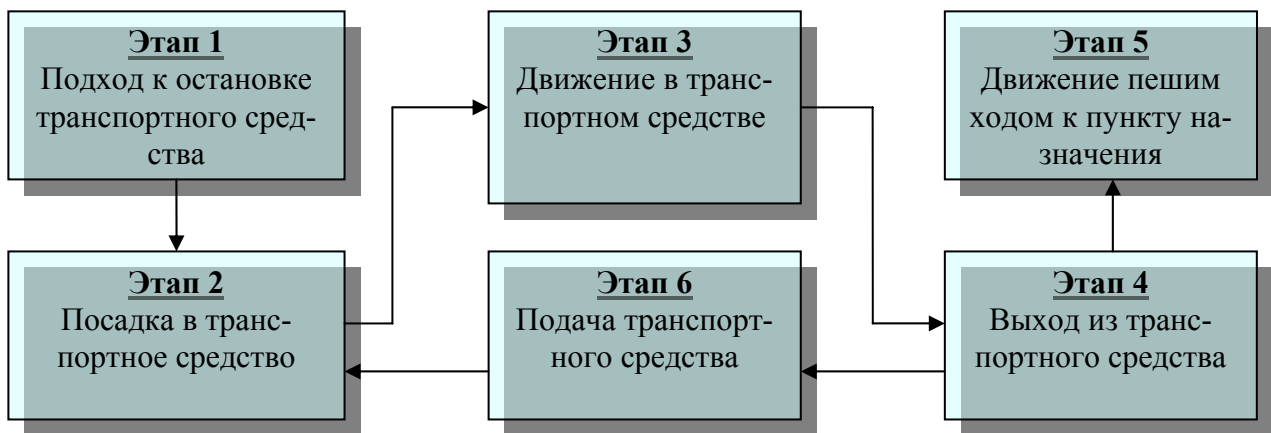 Этап 1
Подход к остановке
транспортного сред-
ства
Этап 3
Движение в транс-
портном средстве
Этап 5
Движение пешим
ходом к пункту на-
значения
Этап 2
Посадка в транс-
портное средство
Этап 6
Подача транспорт-
ного средства
Этап 4
Выход из транс-
портного средства